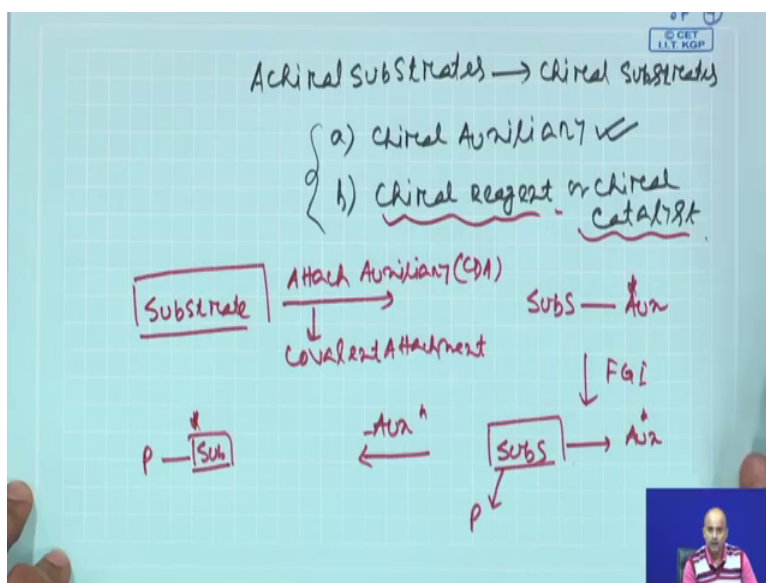 © CET
I.I.T. KGP
Achiral Substrates → Chiral Substrates
a) Chiral Auxiliary ✓
b) Chiral Reagent or Chiral
Catalyst.
Substrate
Attach Auxiliary (CDA)
Covalent Attachment
Subs — Aux*
FGI
Subs → Aux*
P
-Aux*
P — Sub*